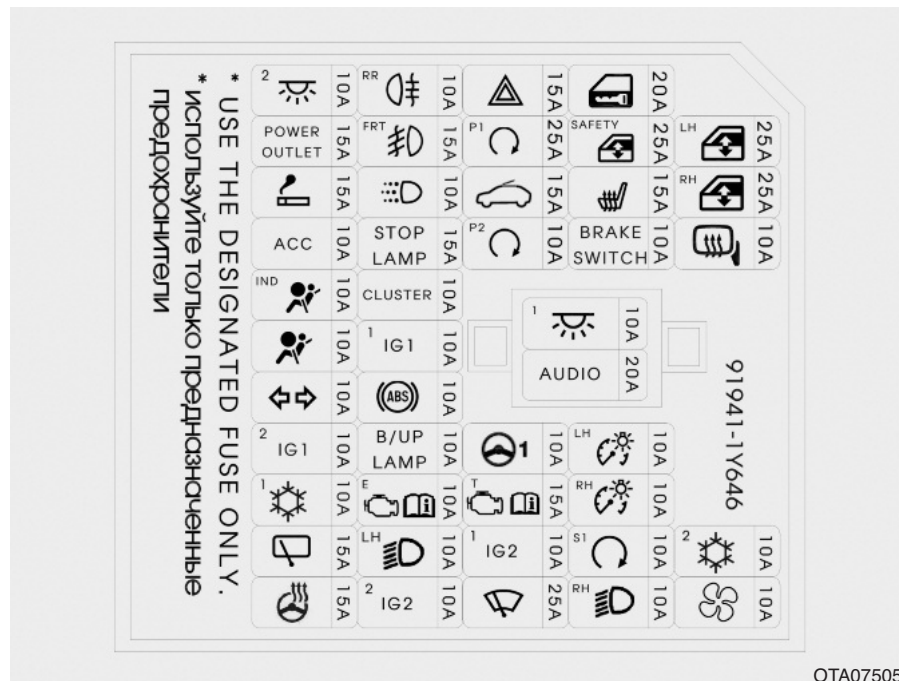 * USE THE DESIGNATED FUSE ONLY.
* используйте только предназначенные
предохранители
2 10A
RR 10A
15A
20A
POWER
OUTLET 15A
FRT 15A
P1 25A
SAFETY 25A
LH 25A
15A
10A
15A
15A
RH 25A
ACC 10A
STOP
LAMP 15A
P2 10A
BRAKE
SWITCH 10A
10A
IND 10A
CLUSTER 10A
1 10A
10A
1 IG1 10A
AUDIO 20A
10A
(ABS) 10A
91941-1Y646
2 IG1 10A
B/UP
LAMP 10A
1 10A
LH 10A
1 10A
E 10A
T 15A
RH 10A
15A
LH 10A
1 IG2 10A
S1 10A
2 10A
15A
2 IG2 10A
25A
RH 10A
10A
OTA07505